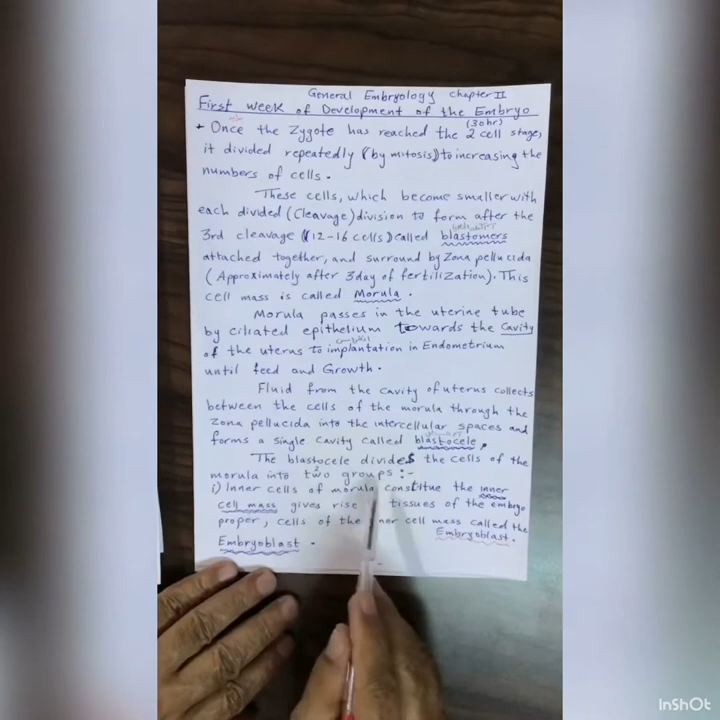 General Embryology chapter II
First week of Development of the Embryo
+ Once the Zygote has reached the 2 cell stage,
(30hr)
it divided repeatedly (by mitosis) to increasing the
numbers of cells.
These cells, which become smaller with
each divided (Cleavage) division to form after the
3rd cleavage (12-16 cells) called blastomers
attached together, and surround by Zona pellucida
(Approximately after 3day of fertilization). This
cell mass is called Morula.
Morula passes in the uterine tube
by ciliated epithelium towards the Cavity
of the uterus to implantation in Endometrium
until feed and Growth.
Fluid from the cavity of uterus collects
between the cells of the morula through the
Zona pellucida into the intercellular spaces and
forms a single cavity called blastocele,
The blastocele divides the cells of the
morula into two groups :-
2
i) Inner cells of morula constitue the inner
cell mass gives rise tissues of the embryo
proper, cells of the ner cell mass called the
Embryoblast. Embryoblast.
InShOt